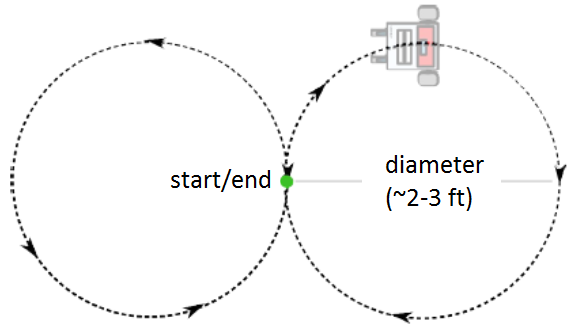 start/end
diameter
(~2-3 ft)